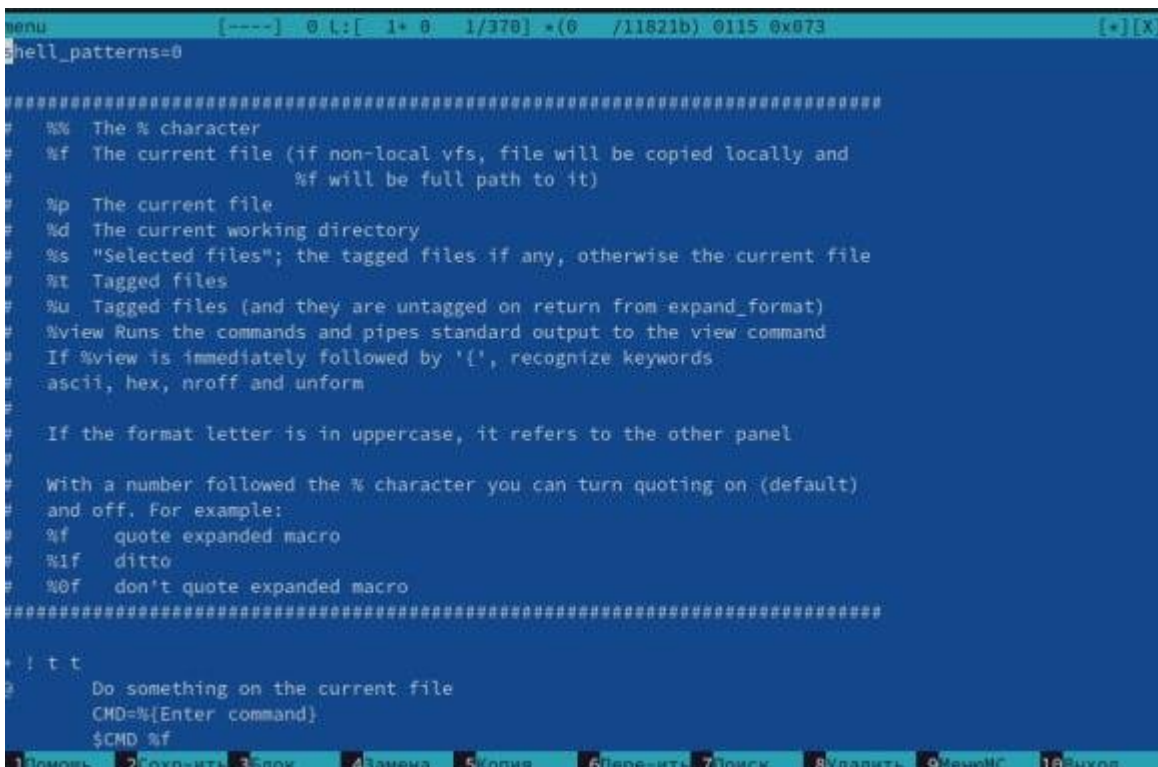 menu [----] 0 L:[ 1+ 0 1/370] *(0 /11821b) 0115 0x073 [*][X]
shell_patterns=0
################################################################################
# %% The % character
# %f The current file (if non-local vfs, file will be copied locally and
# %f will be full path to it)
# %p The current file
# %d The current working directory
# %s "Selected files"; the tagged files if any, otherwise the current file
# %t Tagged files
# %u Tagged files (and they are untagged on return from expand_format)
# %view Runs the commands and pipes standard output to the view command
# If %view is immediately followed by '{', recognize keywords
# ascii, hex, nroff and unform
#
# If the format letter is in uppercase, it refers to the other panel
#
# With a number followed the % character you can turn quoting on (default)
# and off. For example:
# %f quote expanded macro
# %1f ditto
# %0f don't quote expanded macro
################################################################################
+ ! t t
@ Do something on the current file
CMD=%{Enter command}
$CMD %f
1Помощь 2Сохр~ить 3Блок 4Замена 5Копия 6Пере~ить 7Поиск 8Удалить 9МенюMC 10Выход